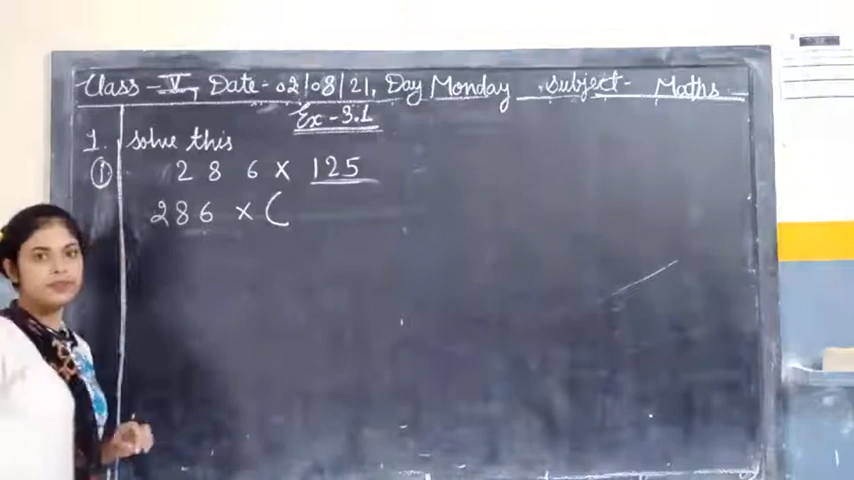 Class - V, Date:- 02/08/21, Day Monday subject- Maths
Ex - 3.1
1. solve this
(i) 2 8 6 x 125
286 x (